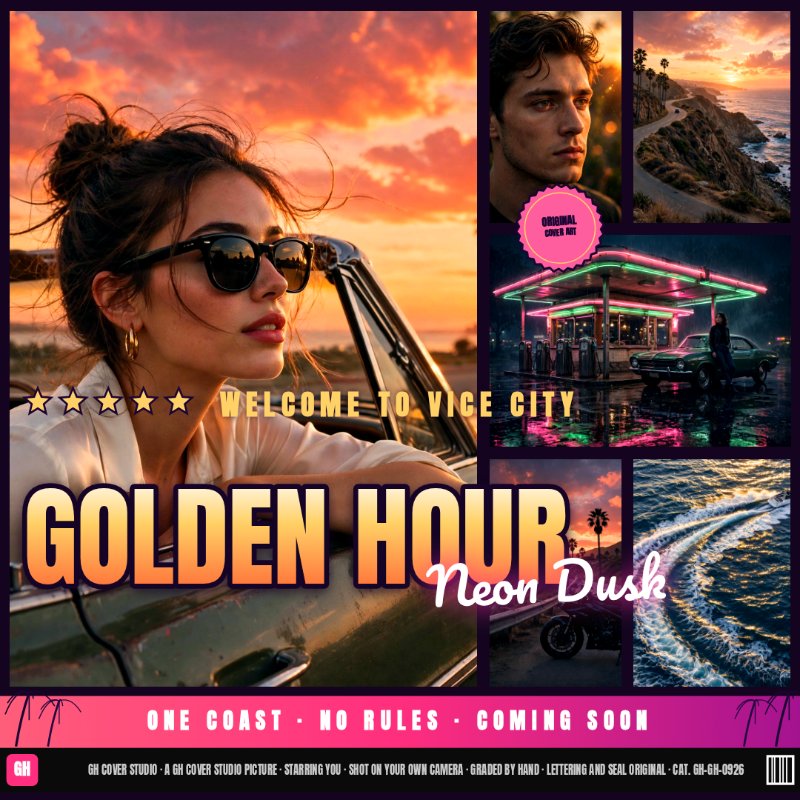 ORIGINAL
COVER ART
★★★★★ WELCOME TO VICE CITY
GOLDEN HOUR
Neon Dusk
ONE COAST · NO RULES · COMING SOON
GH
GH COVER STUDIO · A GH COVER STUDIO PICTURE · STARRING YOU · SHOT ON YOUR OWN CAMERA · GRADED BY HAND · LETTERING AND SEAL ORIGINAL · CAT. GH-GH-0926